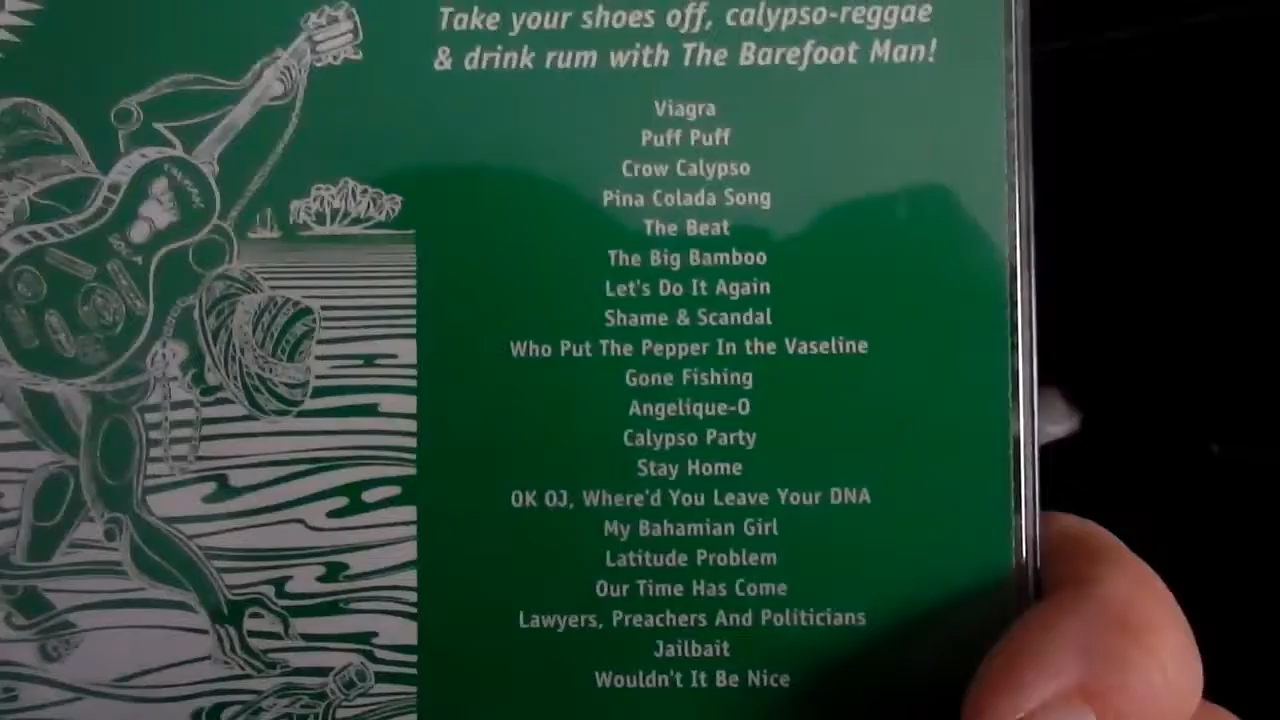 Take your shoes off, calypso-reggae
& drink rum with The Barefoot Man!
Viagra
Puff Puff
Crow Calypso
Pina Colada Song
The Beat
The Big Bamboo
Let's Do It Again
Shame & Scandal
Who Put The Pepper In the Vaseline
Gone Fishing
Angelique-O
Calypso Party
Stay Home
OK OJ, Where'd You Leave Your DNA
My Bahamian Girl
Latitude Problem
Our Time Has Come
Lawyers, Preachers And Politicians
Jailbait
Wouldn't It Be Nice